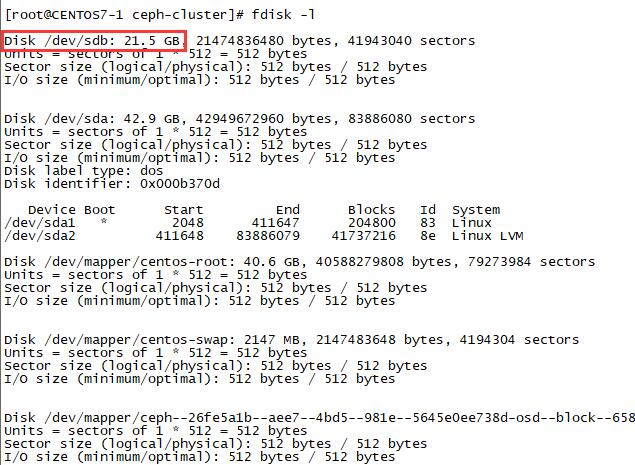 [root@CENTOS7-1 ceph-cluster]# fdisk -l
Disk /dev/sdb: 21.5 GB, 21474836480 bytes, 41943040 sectors
Units = sectors of 1 * 512 = 512 bytes
Sector size (logical/physical): 512 bytes / 512 bytes
I/O size (minimum/optimal): 512 bytes / 512 bytes
Disk /dev/sda: 42.9 GB, 42949672960 bytes, 83886080 sectors
Units = sectors of 1 * 512 = 512 bytes
Sector size (logical/physical): 512 bytes / 512 bytes
I/O size (minimum/optimal): 512 bytes / 512 bytes
Disk label type: dos
Disk identifier: 0x000b370d
Device Boot Start End Blocks Id System
/dev/sda1 * 2048 411647 204800 83 Linux
/dev/sda2 411648 83886079 41737216 8e Linux LVM
Disk /dev/mapper/centos-root: 40.6 GB, 40588279808 bytes, 79273984 sectors
Units = sectors of 1 * 512 = 512 bytes
Sector size (logical/physical): 512 bytes / 512 bytes
I/O size (minimum/optimal): 512 bytes / 512 bytes
Disk /dev/mapper/centos-swap: 2147 MB, 2147483648 bytes, 4194304 sectors
Units = sectors of 1 * 512 = 512 bytes
Sector size (logical/physical): 512 bytes / 512 bytes
I/O size (minimum/optimal): 512 bytes / 512 bytes
Disk /dev/mapper/ceph--26fe5a1b--aee7--4bd5--981e--5645e0ee738d-osd--block--658
Units = sectors of 1 * 512 = 512 bytes
Sector size (logical/physical): 512 bytes / 512 bytes
I/O size (minimum/optimal): 512 bytes / 512 bytes